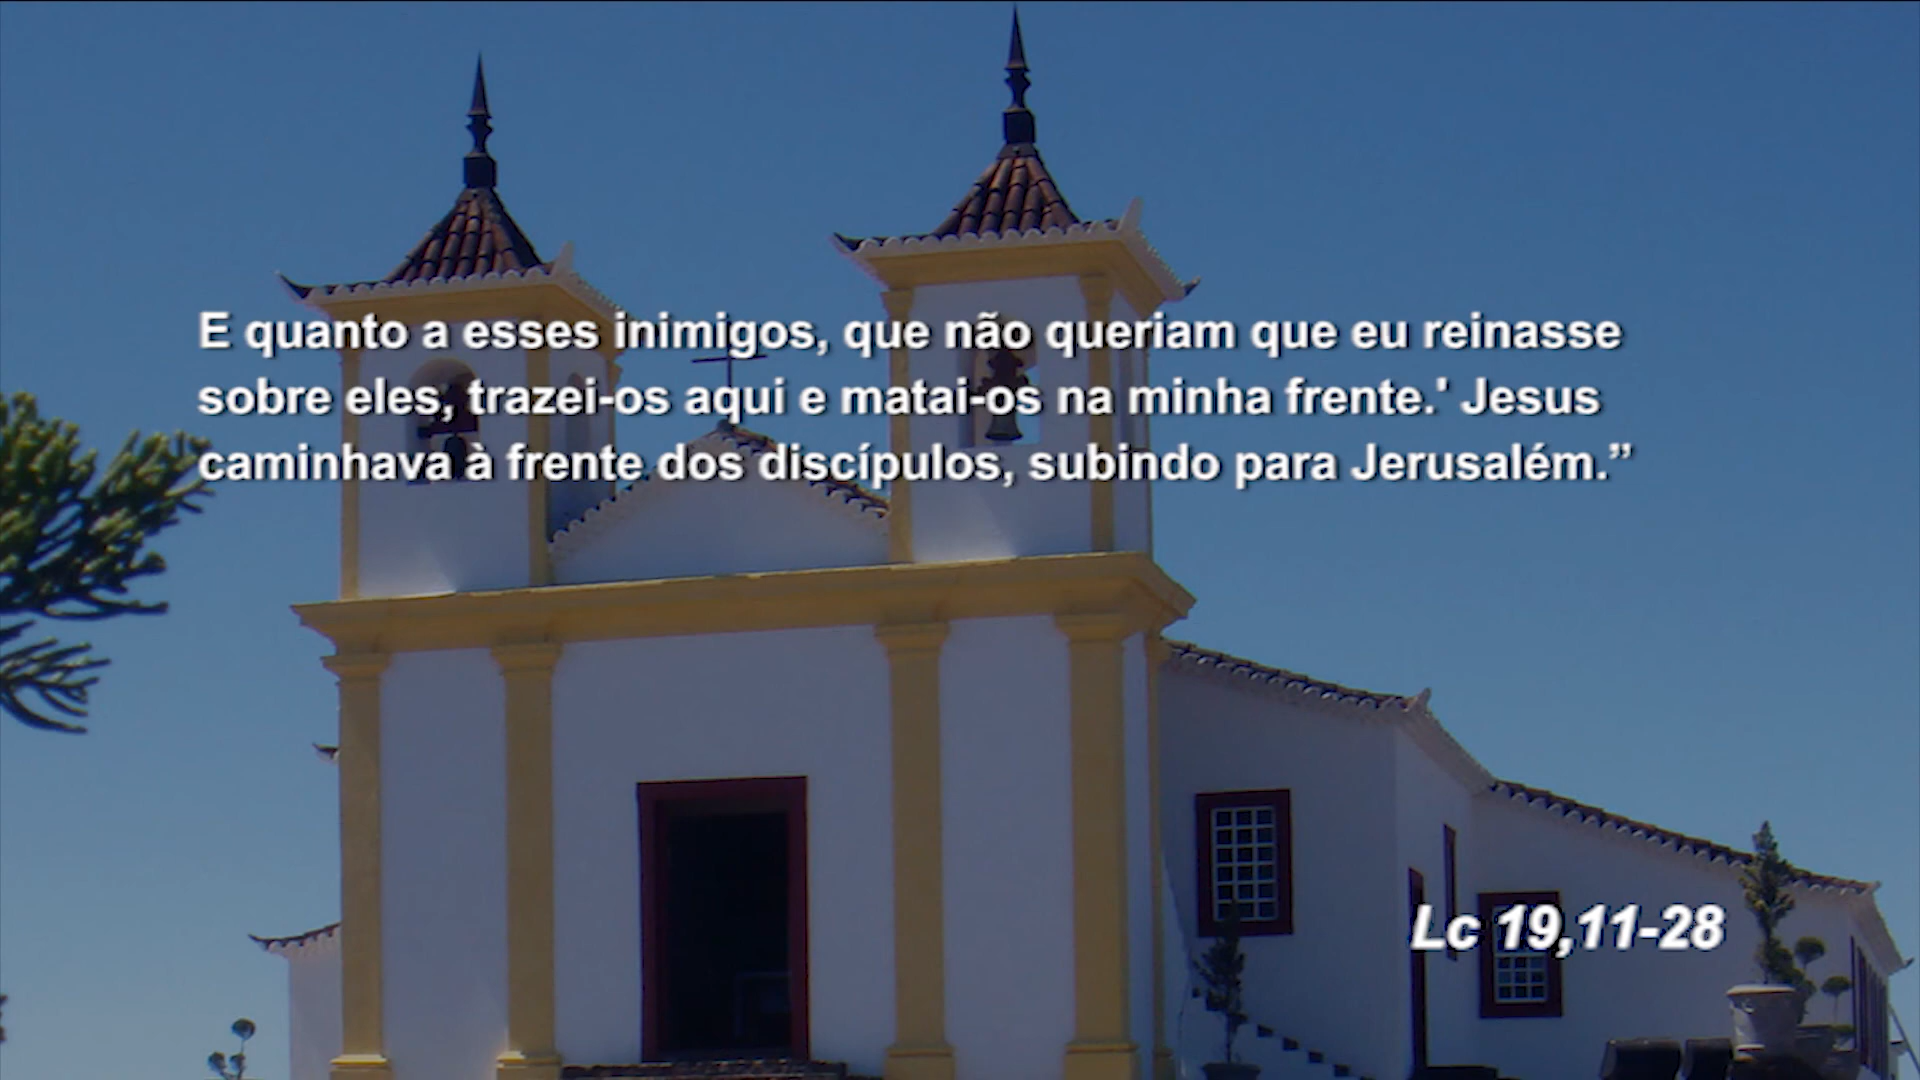 E quanto a esses inimigos, que não queriam que eu reinasse
sobre eles, trazei-os aqui e matai-os na minha frente.' Jesus
caminhava à frente dos discípulos, subindo para Jerusalém.”
Lc 19,11-28